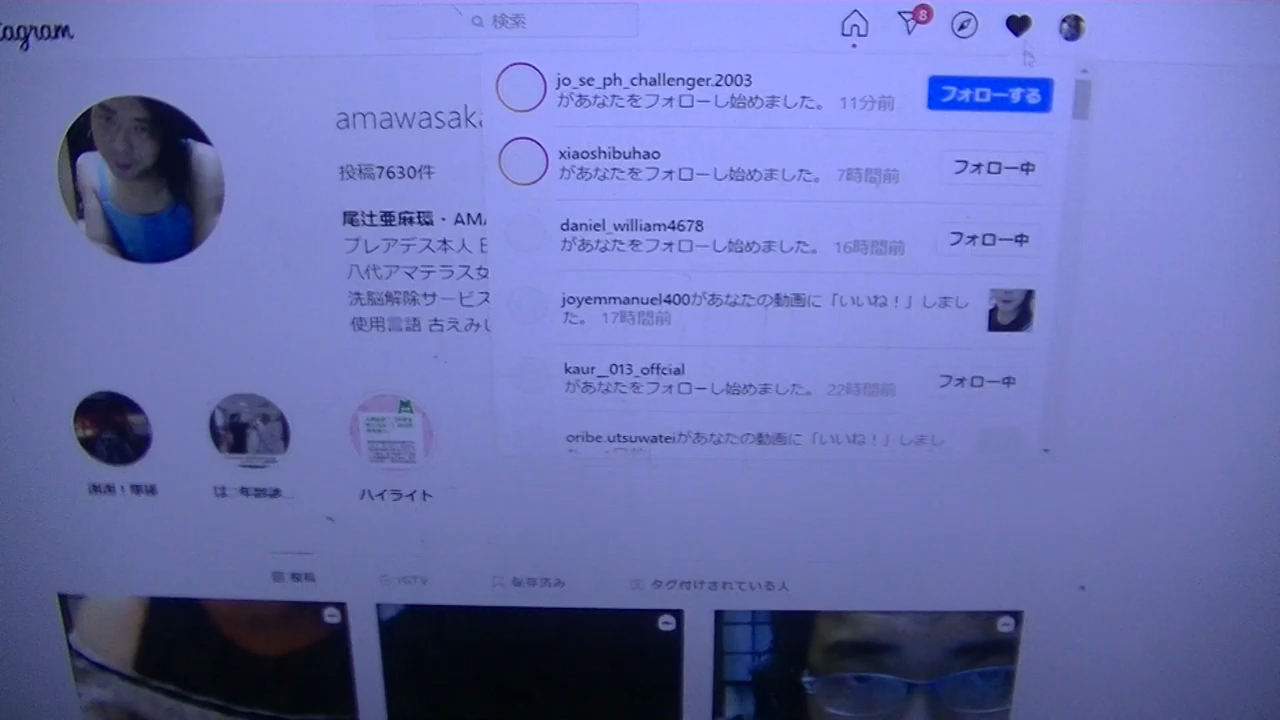 tagram
検索
8
amawasaka
投稿7630件
尾辻亜麻環・AMA
プレアデス本人 E
八代アマテラス女
洗脳解除サービス
使用言語 古えみし
jo_se_ph_challenger.2003
があなたをフォローし始めました。 11分前
フォローする
xiaoshibuhao
があなたをフォローし始めました。 7時間前
フォロー中
daniel_william4678
があなたをフォローし始めました。 16時間前
フォロー中
joyemmanuel400があなたの動画に「いいね！」しまし
た。 17時間前
kaur__013_offcial
があなたをフォローし始めました。 22時間前
フォロー中
oribe.utsuwateiがあなたの動画に「いいね！」しまし
ハイライト
投稿
IGTV
保存済み
タグ付けされている人